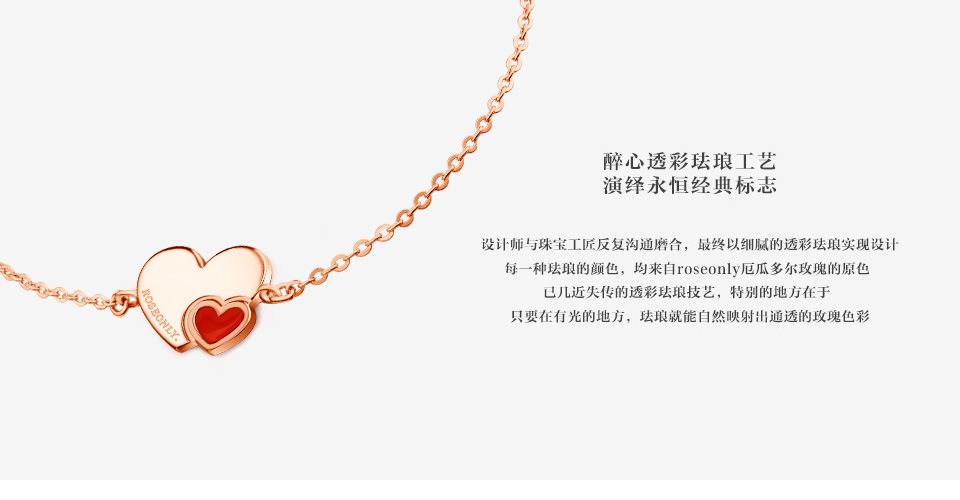 醉心透彩珐琅工艺
演绎永恒经典标志
设计师与珠宝工匠反复沟通磨合，最终以细腻的透彩珐琅实现设计
每一种珐琅的颜色，均来自roseonly厄瓜多尔玫瑰的原色
已几近失传的透彩珐琅技艺，特别的地方在于
只要在有光的地方，珐琅就能自然映射出通透的玫瑰色彩
ROSEONLY.